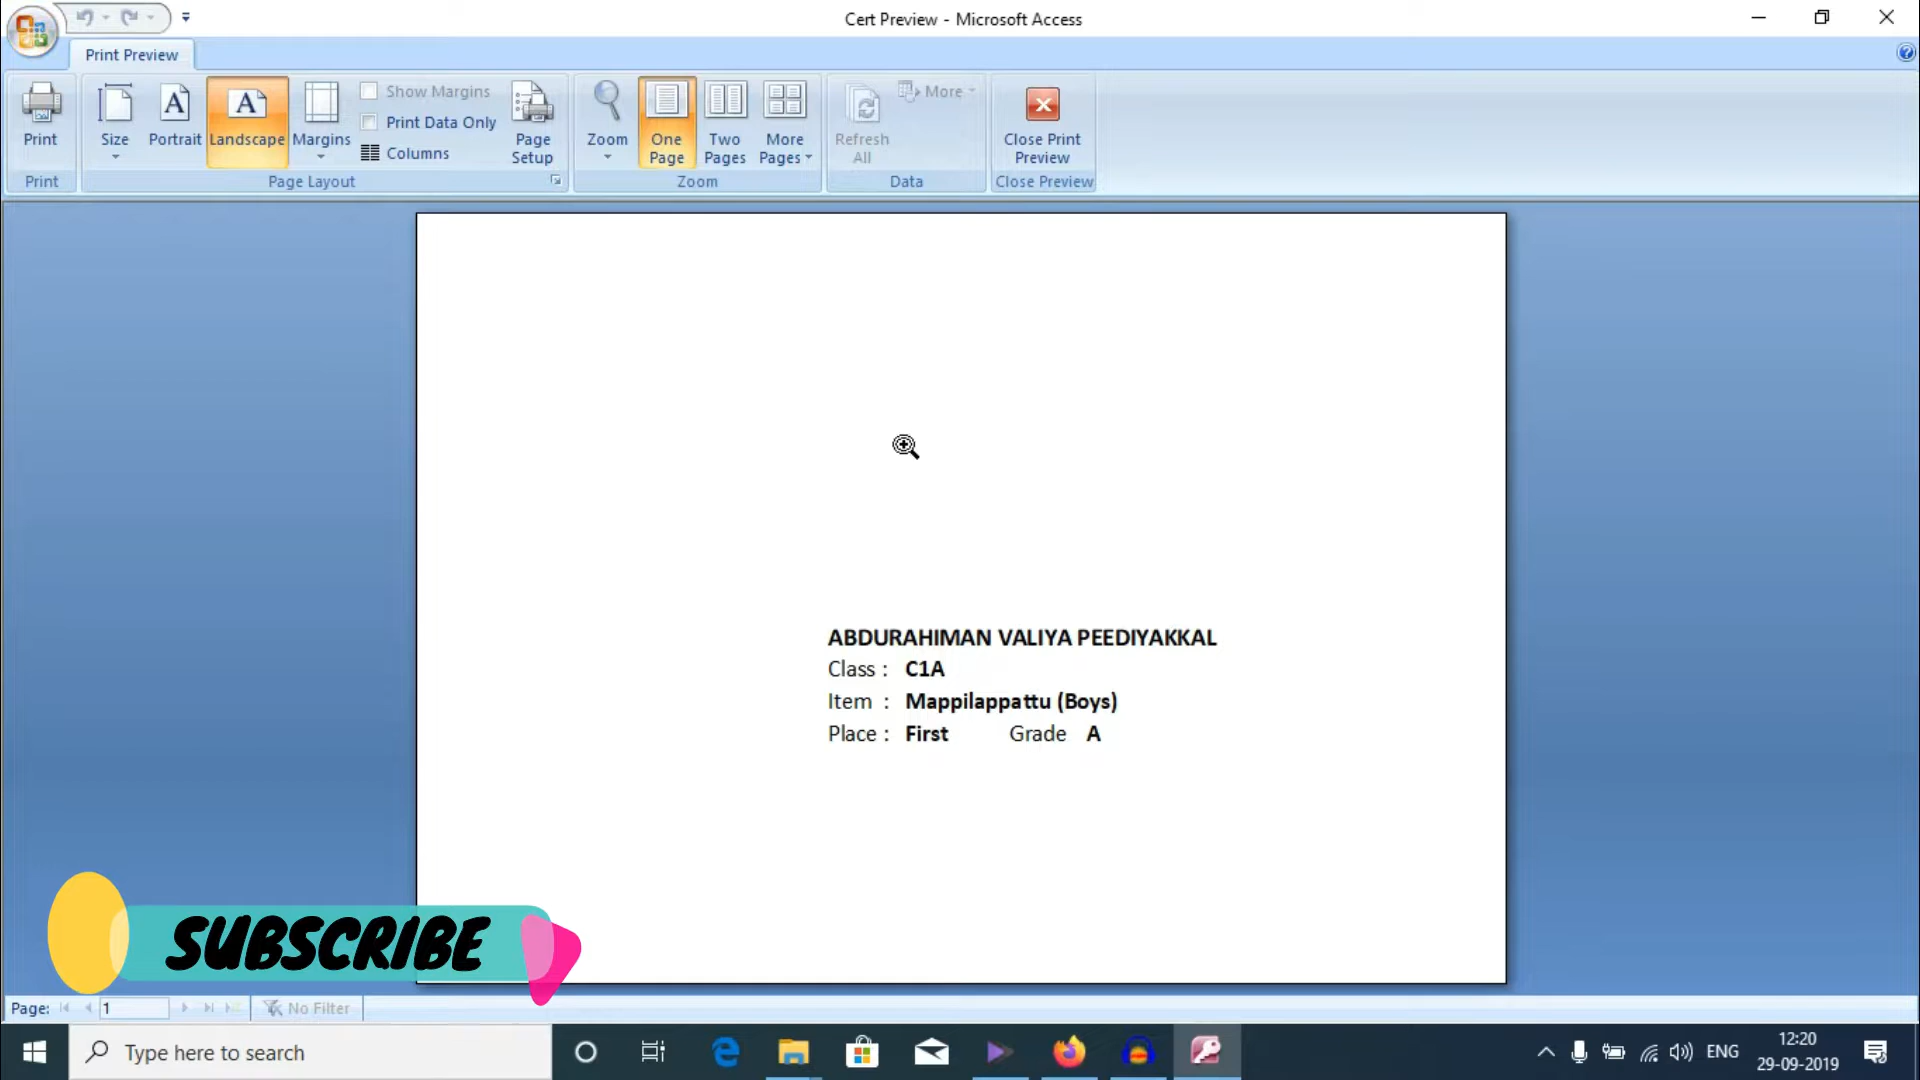 Cert Preview - Microsoft Access
Print Preview
Print
Size
Portrait
Landscape
Margins
Show Margins
Print Data Only
Columns
Page Setup
Zoom
One Page
Two Pages
More Pages
Refresh All
More
Close Print Preview
Print
Page Layout
Zoom
Data
Close Preview
ABDURAHIMAN VALIYA PEEDIYAKKAL
Class : C1A
Item : Mappilappattu (Boys)
Place : First Grade A
SUBSCRIBE
Page: 1 No Filter
Type here to search
ENG
12:20
29-09-2019